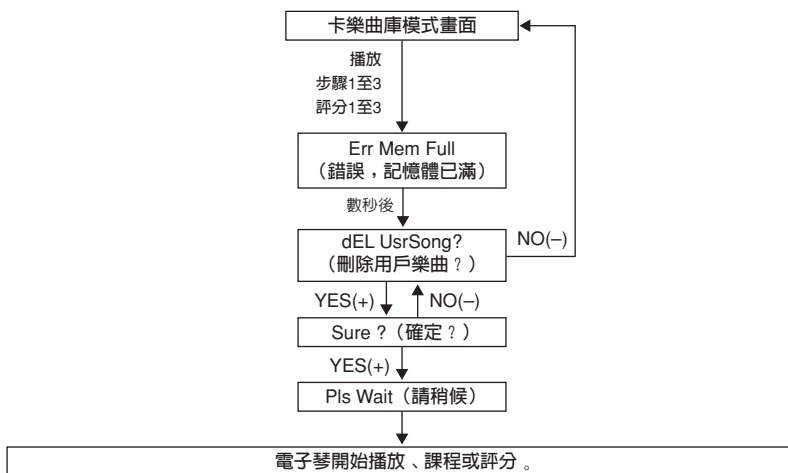 卡樂曲庫模式畫面
播放
步驟1至3
評分1至3
Err Mem Full
（錯誤，記憶體已滿）
數秒後
dEL UsrSong?
（刪除用戶樂曲？）
NO(–)
YES(+)
NO(–)
Sure ?（確定？）
YES(+)
Pls Wait（請稍候）
電子琴開始播放、課程或評分。